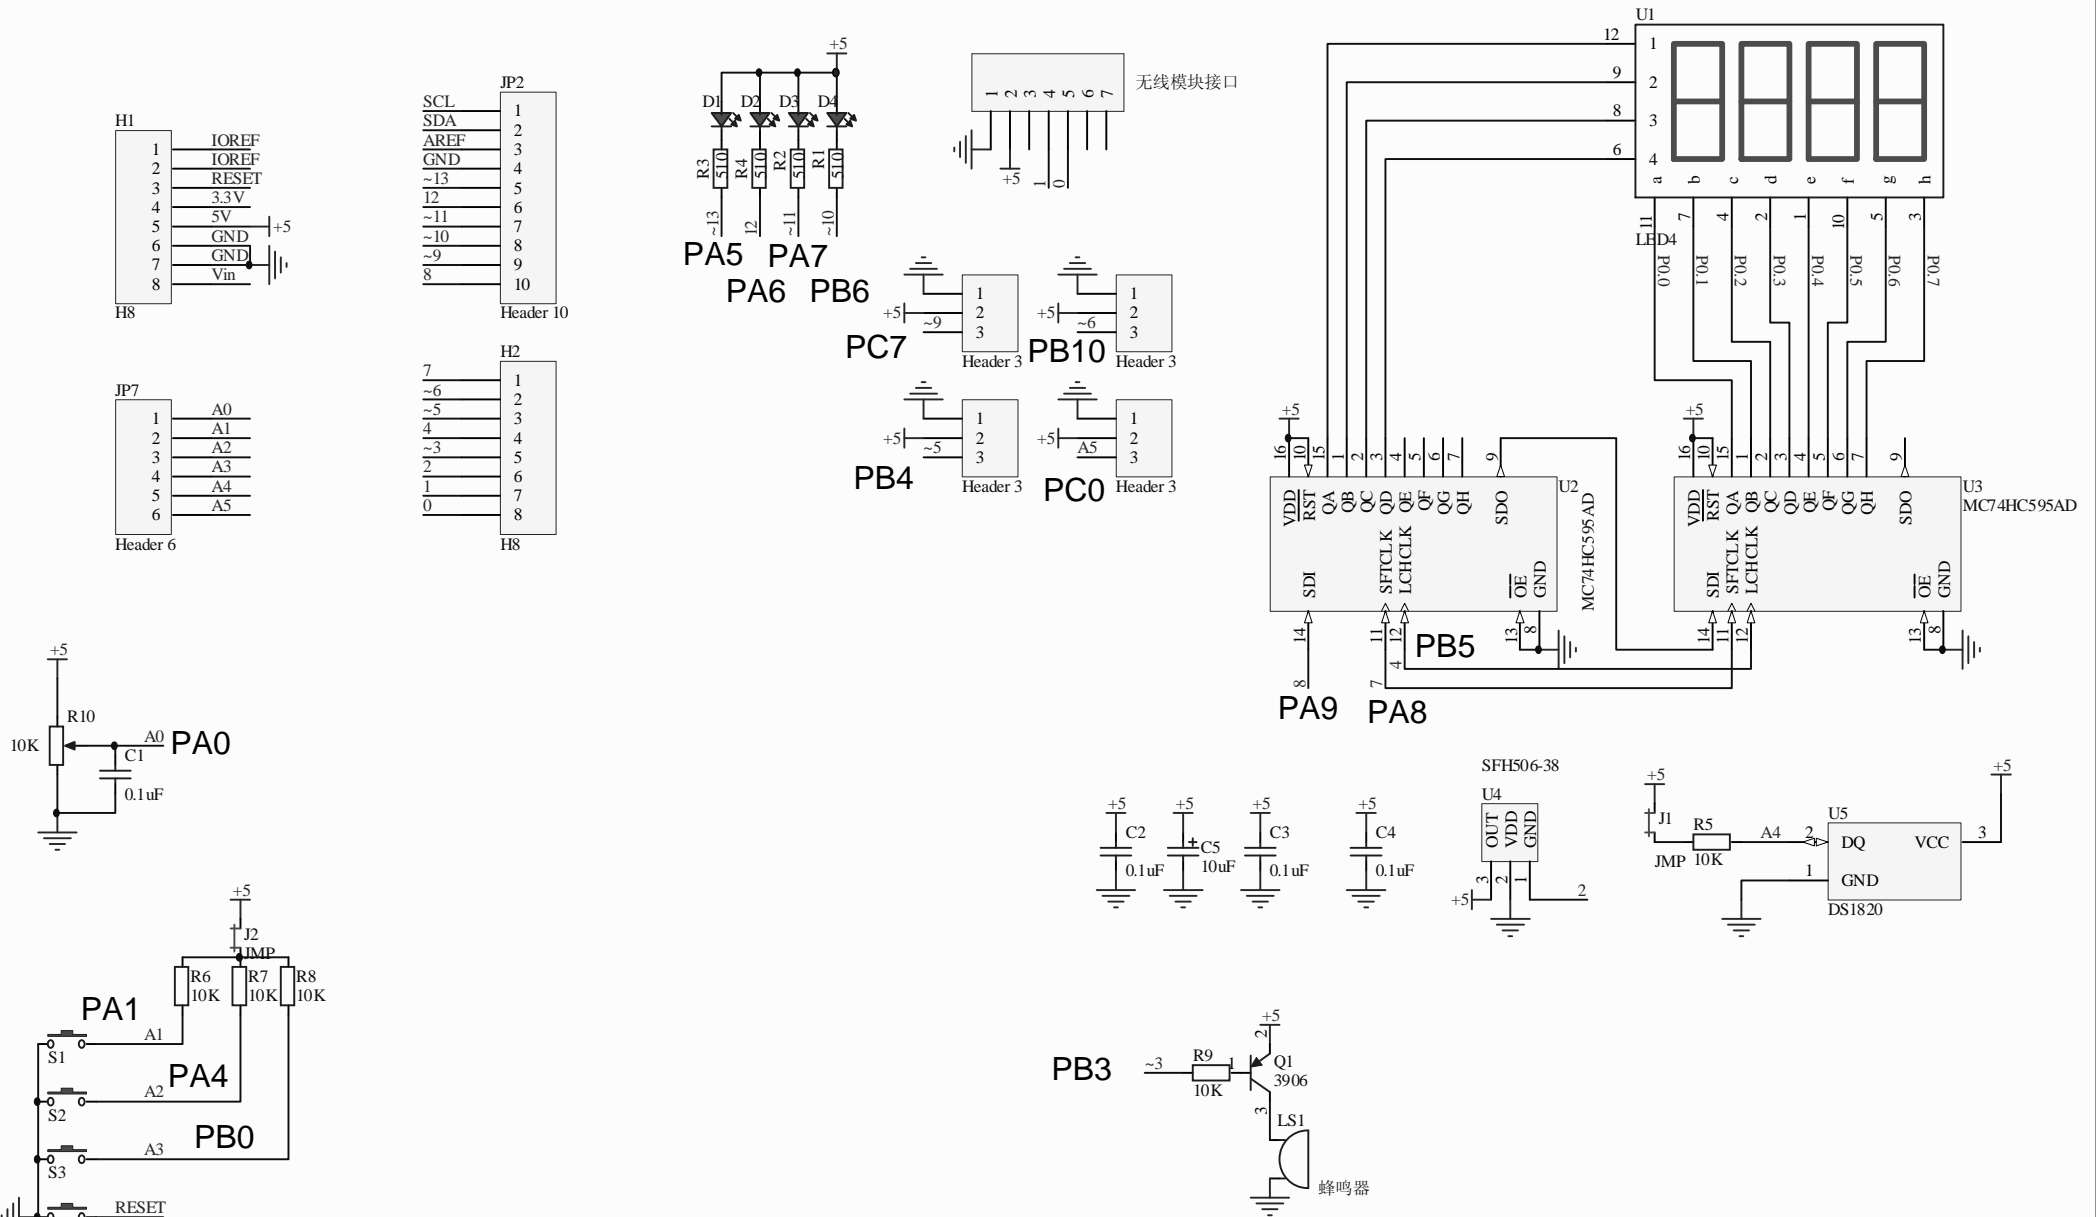 H1
1 IOREF
2 IOREF
3 RESET
4 3.3V
5 5V +5
6 GND
7 GND
8 Vin
H8
JP2
SCL 1
SDA 2
AREF 3
GND 4
~13 5
12 6
~11 7
~10 8
~9 9
8 10
Header 10
JP7
1 A0
2 A1
3 A2
4 A3
5 A4
6 A5
Header 6
H2
7 1
~6 2
~5 3
4 4
~3 5
2 6
1 7
0 8
H8
+5
D1 D2 D3 D4
R3 R4 R2 R1
510 510 510 510
~13 12 ~11 ~10
PA5 PA7
PA6 PB6
1 2 3 4 5 6 7
无线模块接口
+5 1 0
1
+5 2
~9 3
PC7
Header 3
1
+5 2
~6 3
PB10
Header 3
1
+5 2
~5 3
PB4
Header 3
1
+5 2
A5 3
PC0
Header 3
U1
12 1
9 2
8 3
6 4
a b c d e f g h
11 7 4 2 1 10 5 3
LED4
P0.0 P0.1 P0.2 P0.3 P0.4 P0.5 P0.6 P0.7
+5
16 10 15 1 2 3 4 5 6 7 9
VDD RST QA QB QC QD QE QF QG QH SDO
U2
MC74HC595AD
SDI SFTCLK LCHCLK OE GND
14 11 12 13 8
PB5
4
8 7
PA9 PA8
+5
16 10 15 1 2 3 4 5 6 7 9
VDD RST QA QB QC QD QE QF QG QH SDO
U3
MC74HC595AD
SDI SFTCLK LCHCLK OE GND
14 11 12 13 8
+5
R10
10K
A0 PA0
C1
0.1uF
+5
J2
JMP
R6 R7 R8
10K 10K 10K
PA1
A1
S1
PA4
A2
S2
PB0
A3
S3
RESET
+5 +5 +5 +5
C2 C5 C3 C4
0.1uF 10uF 0.1uF 0.1uF
SFH506-38
U4
OUT VDD GND
3 2 1
+5 2
+5
J1
JMP
R5
10K
A4 2
U5
DQ VCC
3 +5
1 GND
DS1820
PB3
~3
R9
10K
1
+5
2
Q1
3906
3
LS1
蜂鸣器